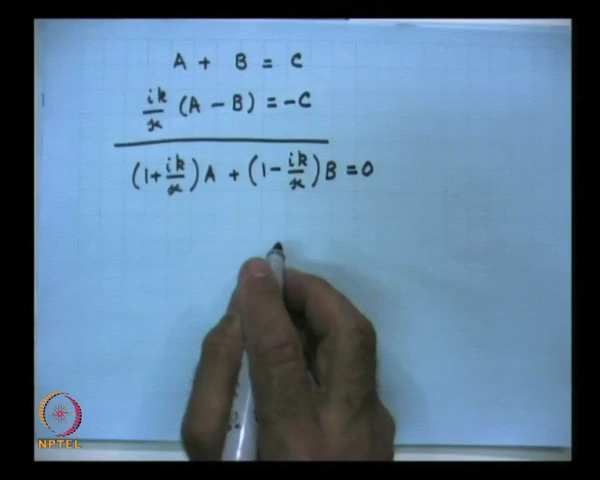 A + B = C
ik/ϰ (A − B) = −C
(1 + ik/ϰ) A + (1 − ik/ϰ) B = 0
NPTEL